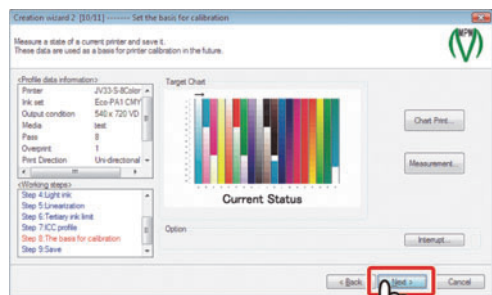 Creation wizard 2 [10/11] ------- Set the basis for calibration
Measure a state of a current printer and save it.
These data are used as a basis for printer calibration in the future.
MPM
<Profile data information>
Printer JV33-S-8Color
Ink set Eco-PA1 CMY
Output condition 540 x 720 VD
Media test
Pass 8
Overprint 1
Print Direction Uni-directional
<Working steps>
Step 4:Light ink
Step 5:Linearization
Step 6:Tertiary ink limit
Step 7:ICC profile
Step 8:The basis for calibration
Step 9:Save
Target Chart
Current Status
Option
Chart Print...
Measurement...
Interrupt...
< Back
Next >
Cancel